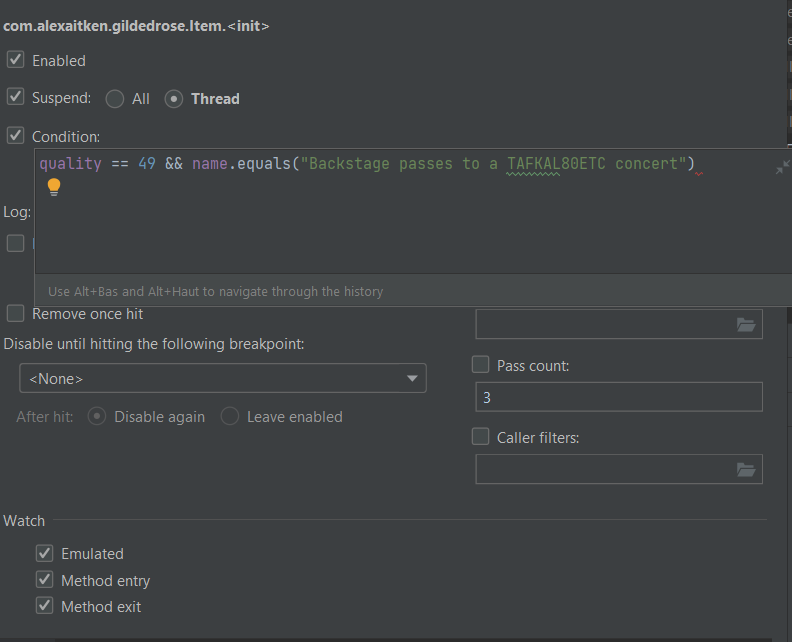 com.alexaitken.gildedrose.Item.<init>
Enabled
Suspend: All Thread
Condition:
quality == 49 && name.equals("Backstage passes to a TAFKAL80ETC concert")
Log:
Use Alt+Bas and Alt+Haut to navigate through the history
Remove once hit
Disable until hitting the following breakpoint:
<None>
After hit: Disable again Leave enabled
Pass count:
3
Caller filters:
Watch
Emulated
Method entry
Method exit